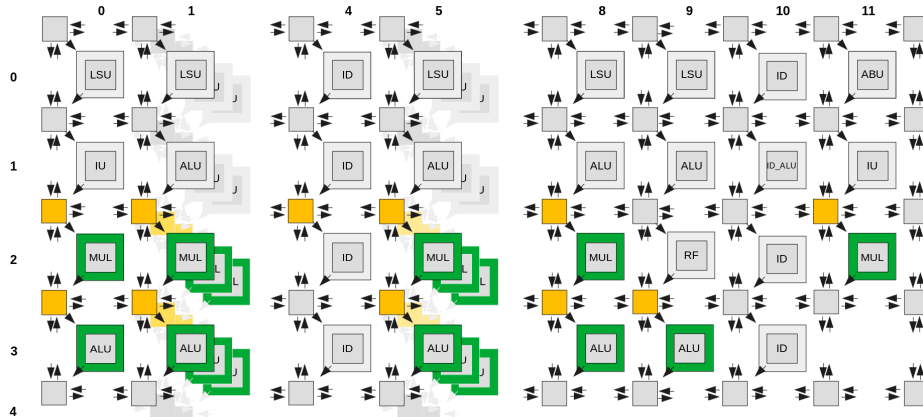 0 1 4 5 8 9 10 11
0 LSU LSU U J ID LSU U J LSU LSU ID ABU
1 IU ALU U J ID ALU U J ALU ALU ID_ALU IU
2 MUL MUL L L ID MUL L L MUL RF ID MUL
3 ALU ALU U U ID ALU U U ALU ALU ID
4